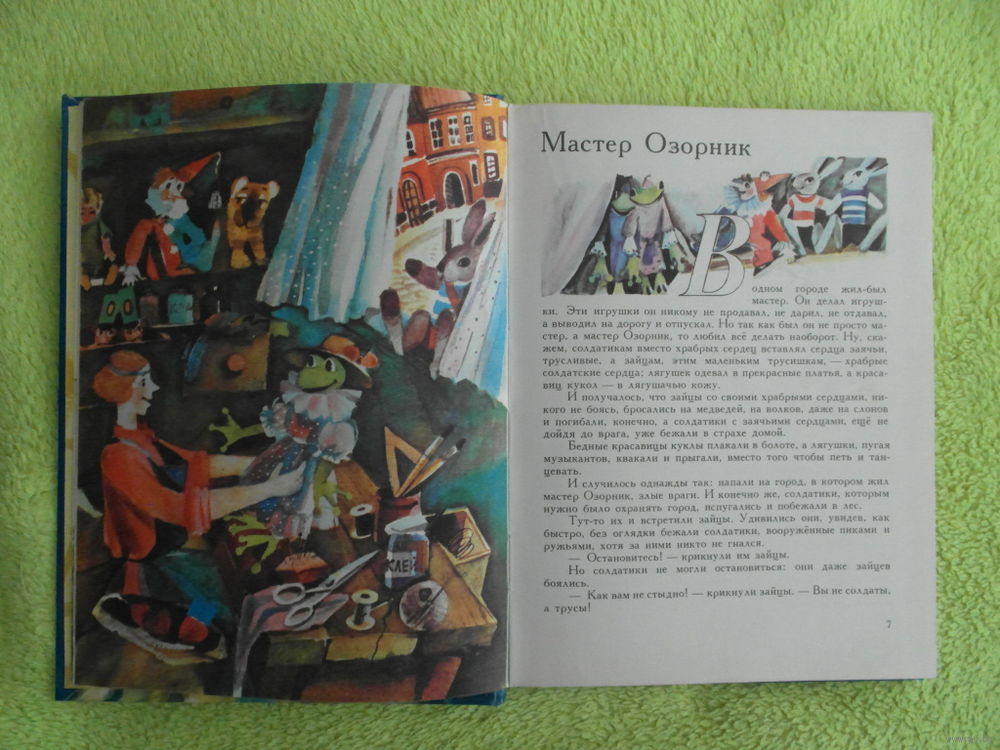 КЛЕЙ
Мастер Озорник
В
одном городе жил-был
мастер. Он делал игруш-
ки. Эти игрушки он никому не продавал, не дарил, не отдавал,
а выводил на дорогу и отпускал. Но так как был он не просто ма-
стер, а мастер Озорник, то любил всё делать наоборот. Ну, ска-
жем, солдатикам вместо храбрых сердец вставлял сердца заячьи,
трусливые, а зайцам, этим маленьким трусишкам, — храбрые
солдатские сердца; лягушек одевал в прекрасные платья, а краса-
виц кукол — в лягушачью кожу.
И получалось, что зайцы со своими храбрыми сердцами, ни-
кого не боясь, бросались на медведей, на волков, даже на слонов
и погибали, конечно, а солдатики с заячьими сердцами, ещё не
дойдя до врага, уже бежали в страхе домой.
Бедные красавицы куклы плакали в болоте, а лягушки, пугая
музыкантов, квакали и прыгали, вместо того чтобы петь и тан-
цевать.
И случилось однажды так: напали на город, в котором жил
мастер Озорник, злые враги. И конечно же, солдатики, которым
нужно было охранять город, испугались и побежали в лес.
Тут-то их и встретили зайцы. Удивились они, увидев, как
быстро, без оглядки бежали солдатики, вооружённые пиками и
ружьями, хотя за ними никто не гнался.
— Остановитесь! — крикнули им зайцы.
Но солдатики не могли остановиться: они даже зайцев
боялись.
— Как вам не стыдно! — крикнули зайцы. — Вы не солдаты,
а трусы!
7